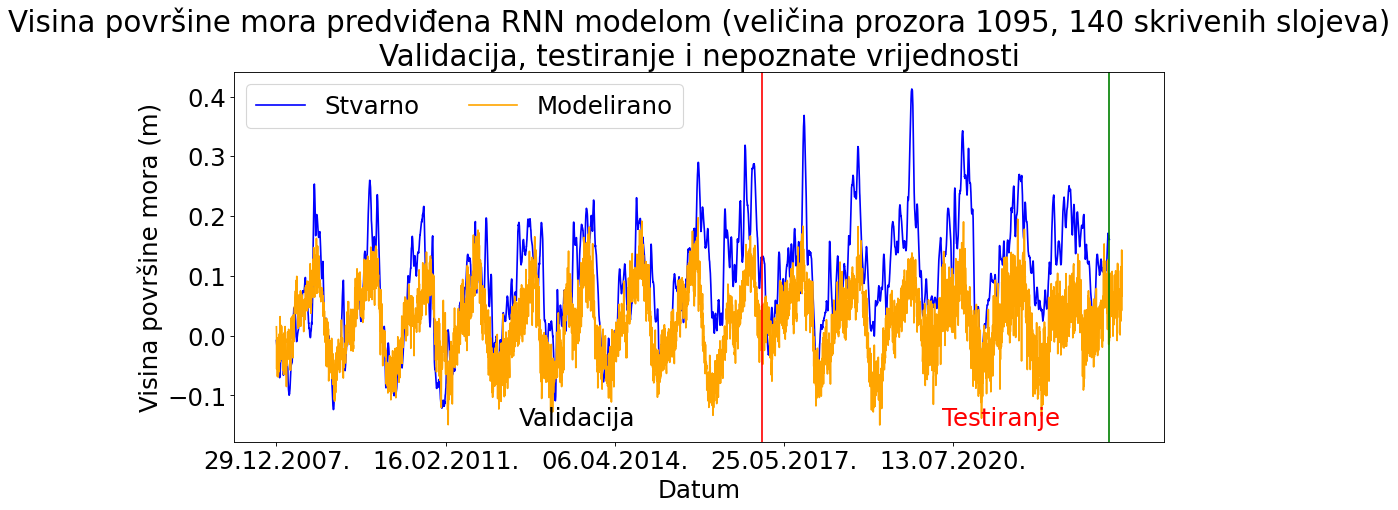 Visina površine mora predviđena RNN modelom (veličina prozora 1095, 140 skrivenih slojeva)
Validacija, testiranje i nepoznate vrijednosti
Stvarno
Modelirano
Visina površine mora (m)
0.4
0.3
0.2
0.1
0.0
−0.1
Validacija
Testiranje
29.12.2007.
16.02.2011.
06.04.2014.
25.05.2017.
13.07.2020.
Datum